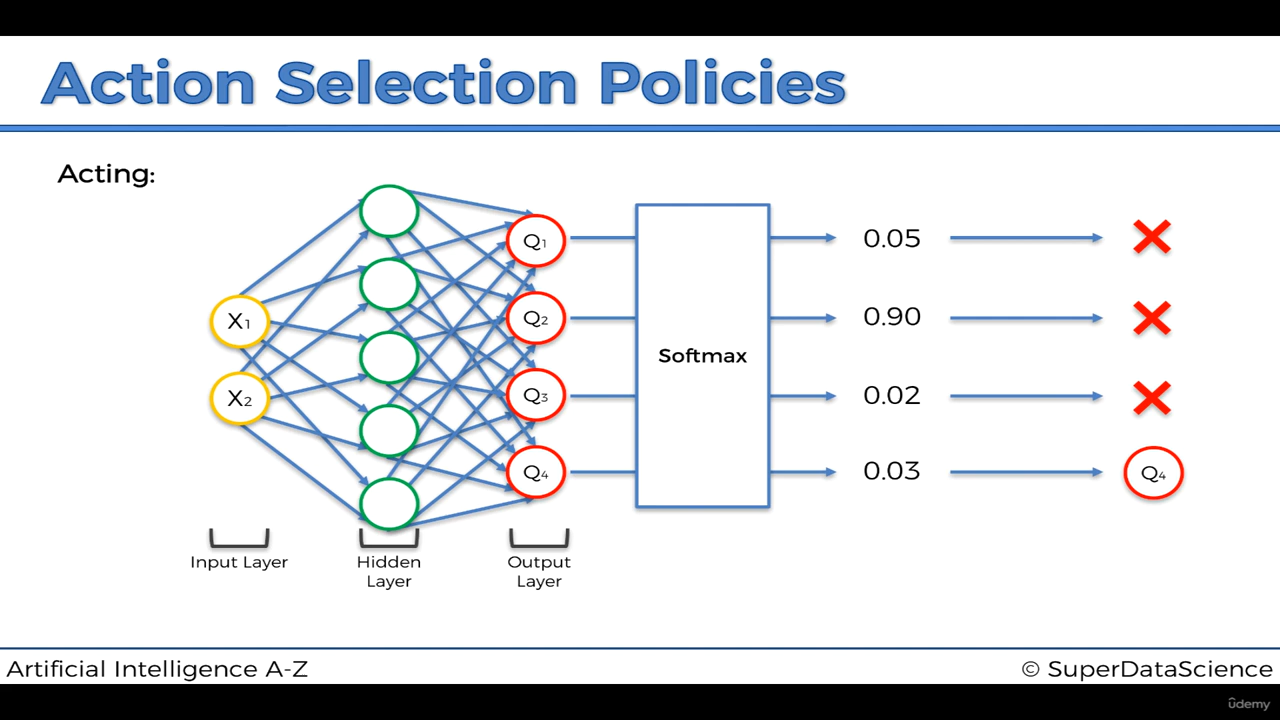 Action Selection Policies
Acting:
X1
X2
Q1
Q2
Q3
Q4
Softmax
0.05
0.90
0.02
0.03
Q4
Input Layer
Hidden
Layer
Output
Layer
Artificial Intelligence A-Z
© SuperDataScience
ûdemy